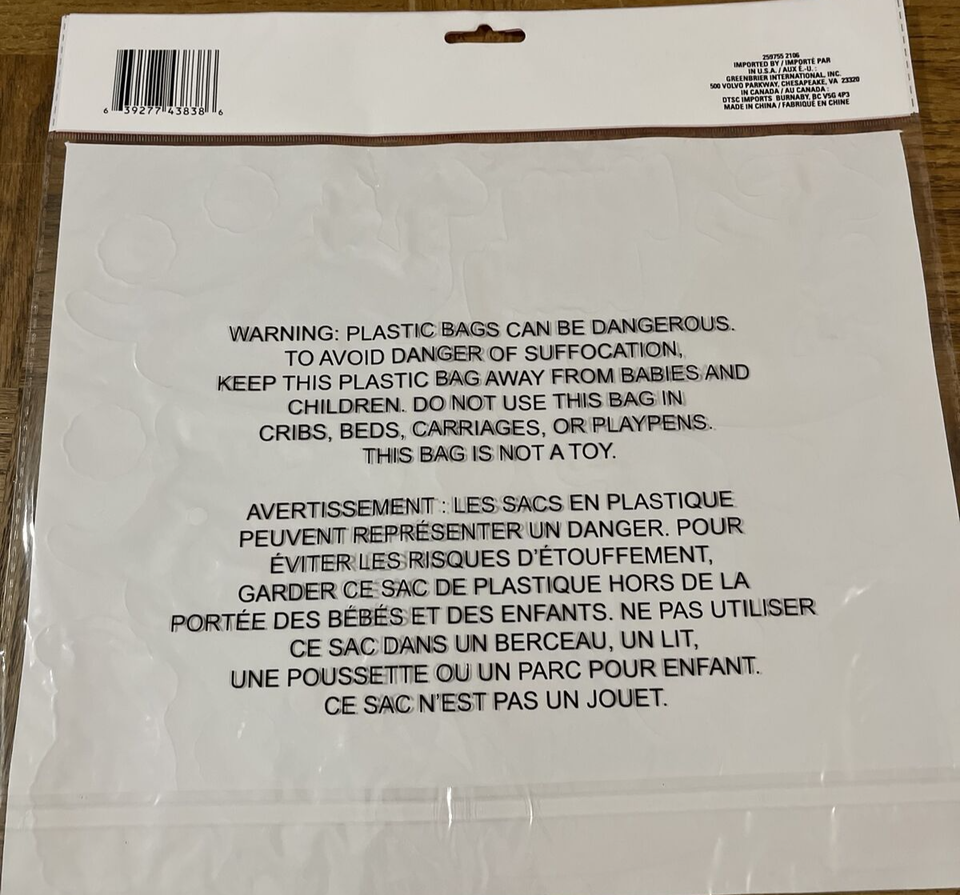 6 39277 43838 6
259755 2106
IMPORTED BY / IMPORTÉ PAR
IN U.S.A. / AUX É.-U. :
GREENBRIER INTERNATIONAL, INC.
500 VOLVO PARKWAY, CHESAPEAKE, VA 23320
IN CANADA / AU CANADA :
DTSC IMPORTS BURNABY, BC V5G 4P3
MADE IN CHINA / FABRIQUÉ EN CHINE
WARNING: PLASTIC BAGS CAN BE DANGEROUS.
TO AVOID DANGER OF SUFFOCATION,
KEEP THIS PLASTIC BAG AWAY FROM BABIES AND
CHILDREN. DO NOT USE THIS BAG IN
CRIBS, BEDS, CARRIAGES, OR PLAYPENS.
THIS BAG IS NOT A TOY.
AVERTISSEMENT : LES SACS EN PLASTIQUE
PEUVENT REPRÉSENTER UN DANGER. POUR
ÉVITER LES RISQUES D'ÉTOUFFEMENT,
GARDER CE SAC DE PLASTIQUE HORS DE LA
PORTÉE DES BÉBÉS ET DES ENFANTS. NE PAS UTILISER
CE SAC DANS UN BERCEAU, UN LIT,
UNE POUSSETTE OU UN PARC POUR ENFANT.
CE SAC N'EST PAS UN JOUET.